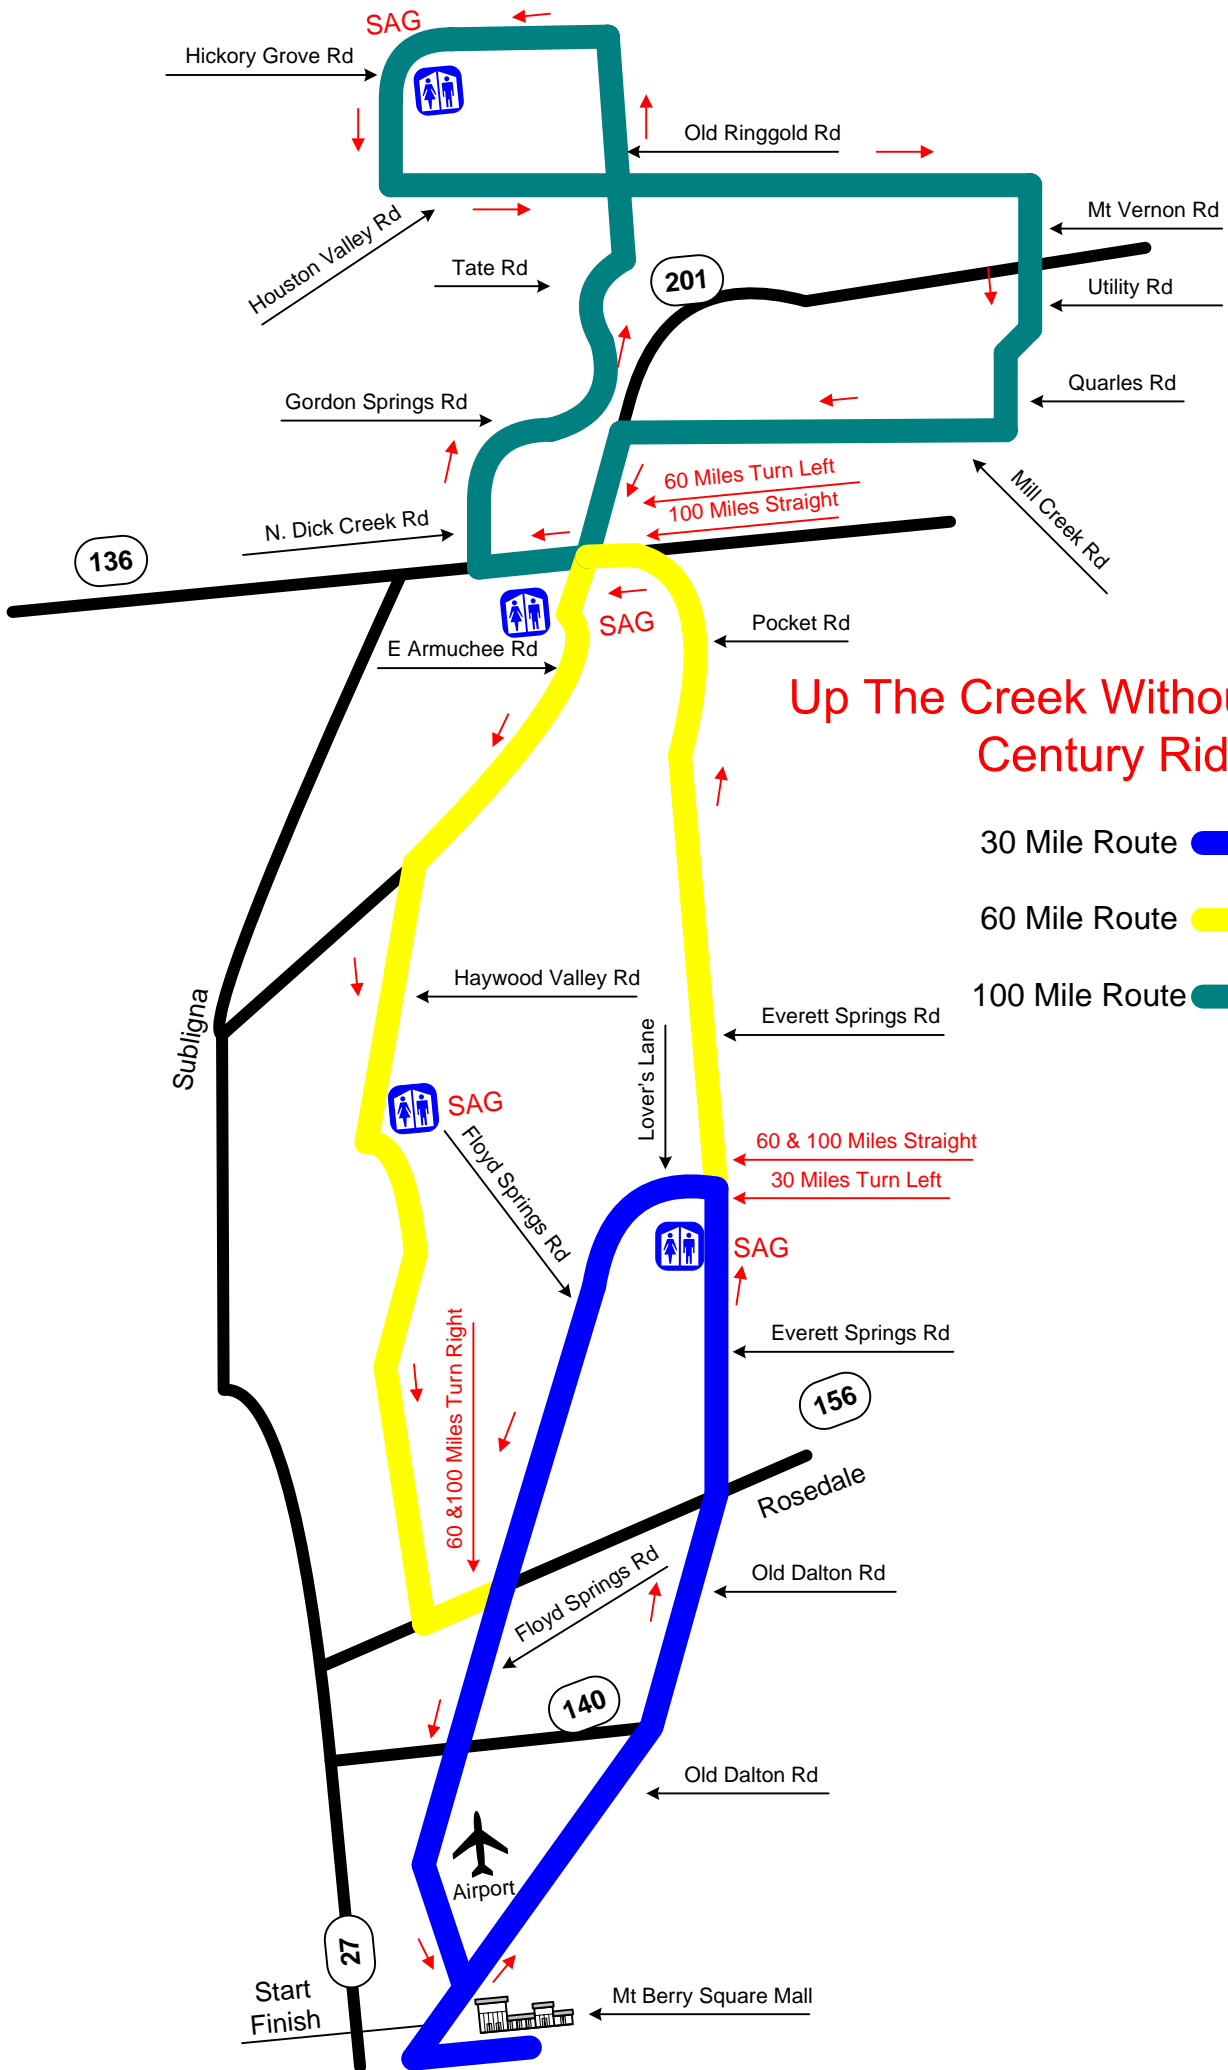 SAG
Hickory Grove Rd
Old Ringgold Rd
Houston Valley Rd
Mt Vernon Rd
Tate Rd
201
Utility Rd
Gordon Springs Rd
Quarles Rd
60 Miles Turn Left
100 Miles Straight
Mill Creek Rd
N. Dick Creek Rd
136
SAG
Pocket Rd
E Armuchee Rd
Up The Creek Withou
Century Rid
30 Mile Route
60 Mile Route
100 Mile Route
Haywood Valley Rd
Subligna
Everett Springs Rd
Lover's Lane
SAG
Floyd Springs Rd
60 & 100 Miles Straight
30 Miles Turn Left
SAG
Everett Springs Rd
60 &100 Miles Turn Right
156
Rosedale
Floyd Springs Rd
Old Dalton Rd
140
Old Dalton Rd
Airport
27
Start
Finish
Mt Berry Square Mall